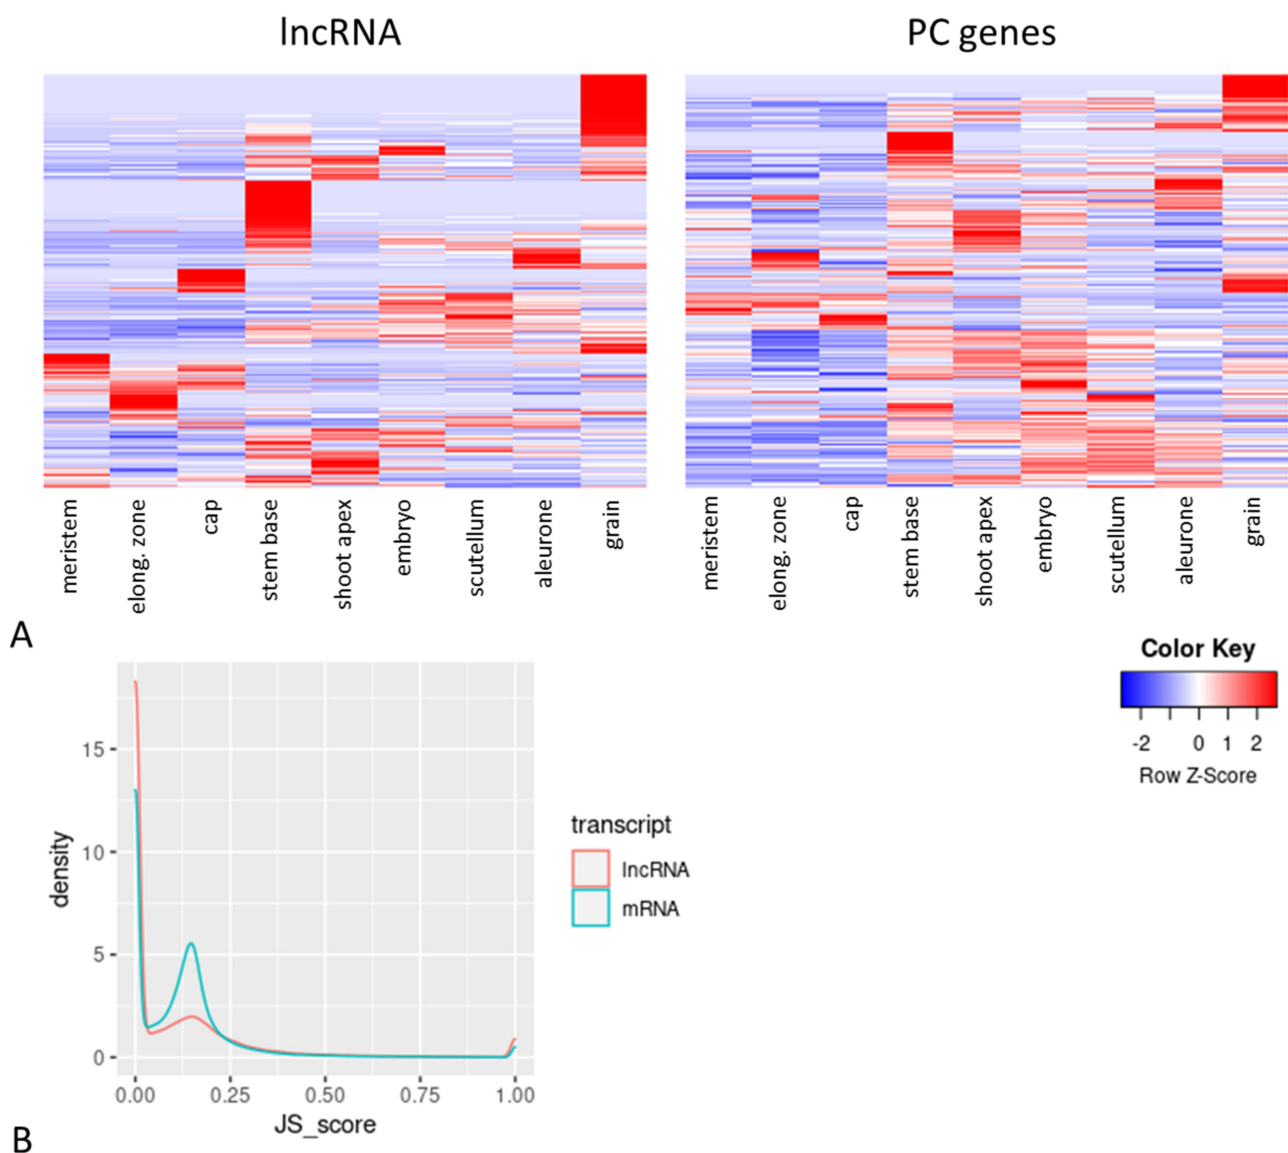 lncRNA
PC genes
meristem
elong. zone
cap
stem base
shoot apex
embryo
scutellum
aleurone
grain
meristem
elong. zone
cap
stem base
shoot apex
embryo
scutellum
aleurone
grain
A
Color Key
-2 0 1 2
Row Z-Score
15
10
5
0
density
0.00 0.25 0.50 0.75 1.00
JS_score
transcript
lncRNA
mRNA
B